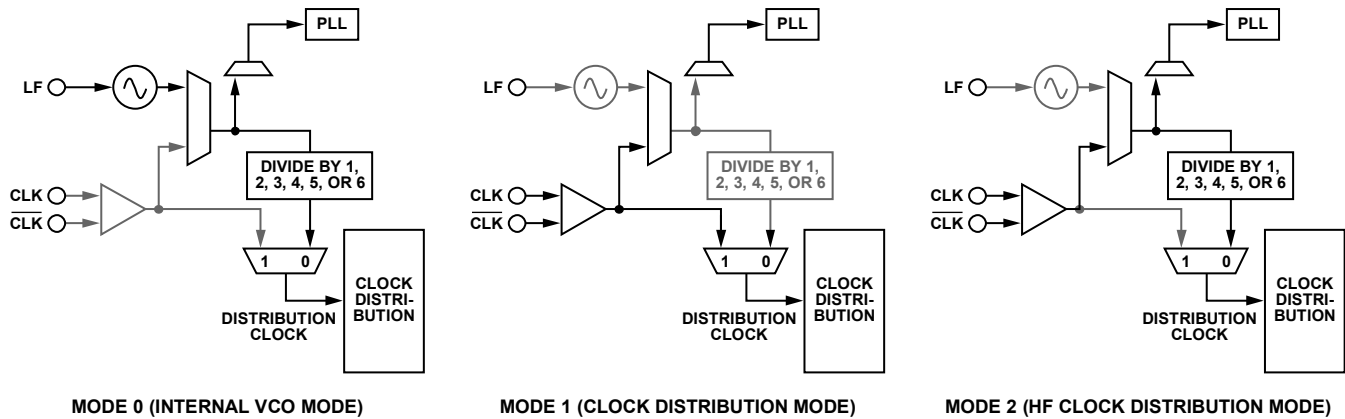 PLL
LF
DIVIDE BY 1,
2, 3, 4, 5, OR 6
CLK
C̅L̅K̅
1 0
CLOCK
DISTRI-
BUTION
DISTRIBUTION
CLOCK
MODE 0 (INTERNAL VCO MODE)
PLL
LF
DIVIDE BY 1,
2, 3, 4, 5, OR 6
CLK
C̅L̅K̅
1 0
CLOCK
DISTRI-
BUTION
DISTRIBUTION
CLOCK
MODE 1 (CLOCK DISTRIBUTION MODE)
PLL
LF
DIVIDE BY 1,
2, 3, 4, 5, OR 6
CLK
C̅L̅K̅
1 0
CLOCK
DISTRI-
BUTION
DISTRIBUTION
CLOCK
MODE 2 (HF CLOCK DISTRIBUTION MODE)